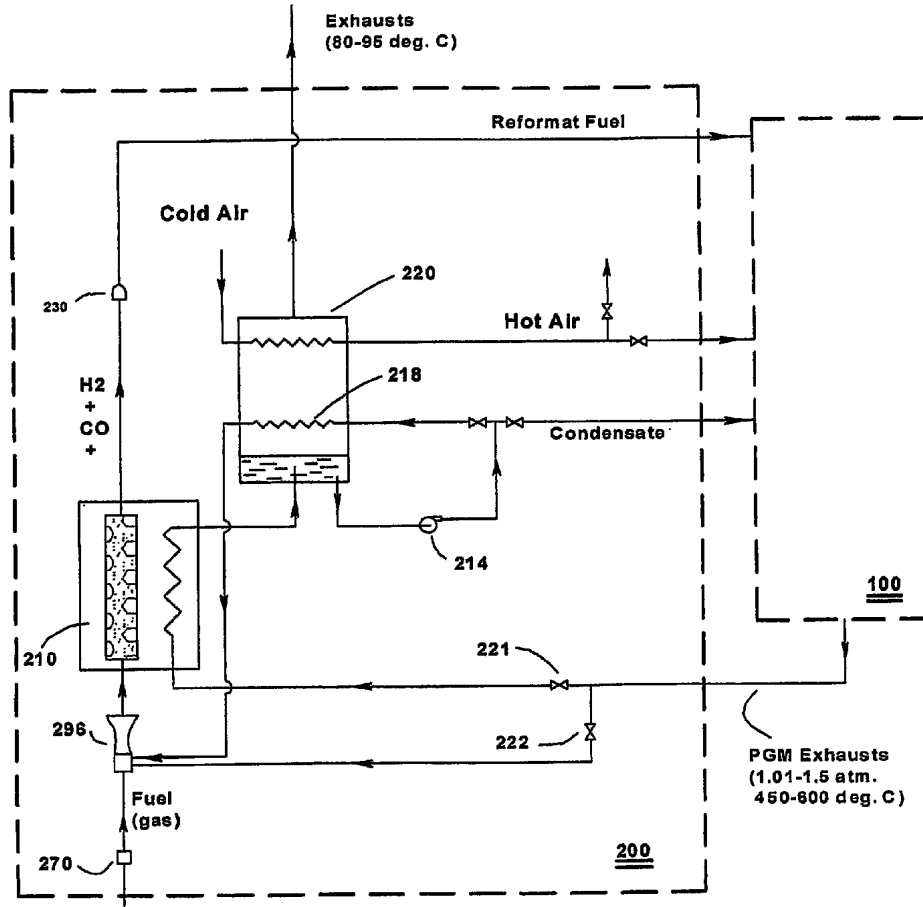 Exhausts
(80-95 deg. C)
Reformat Fuel
Cold Air
220
230
Hot Air
H2
+
CO
+
218
Condensate
214
100
210
221
296
222
PGM Exhausts
(1.01-1.5 atm.
450-600 deg. C)
Fuel
(gas)
270
200